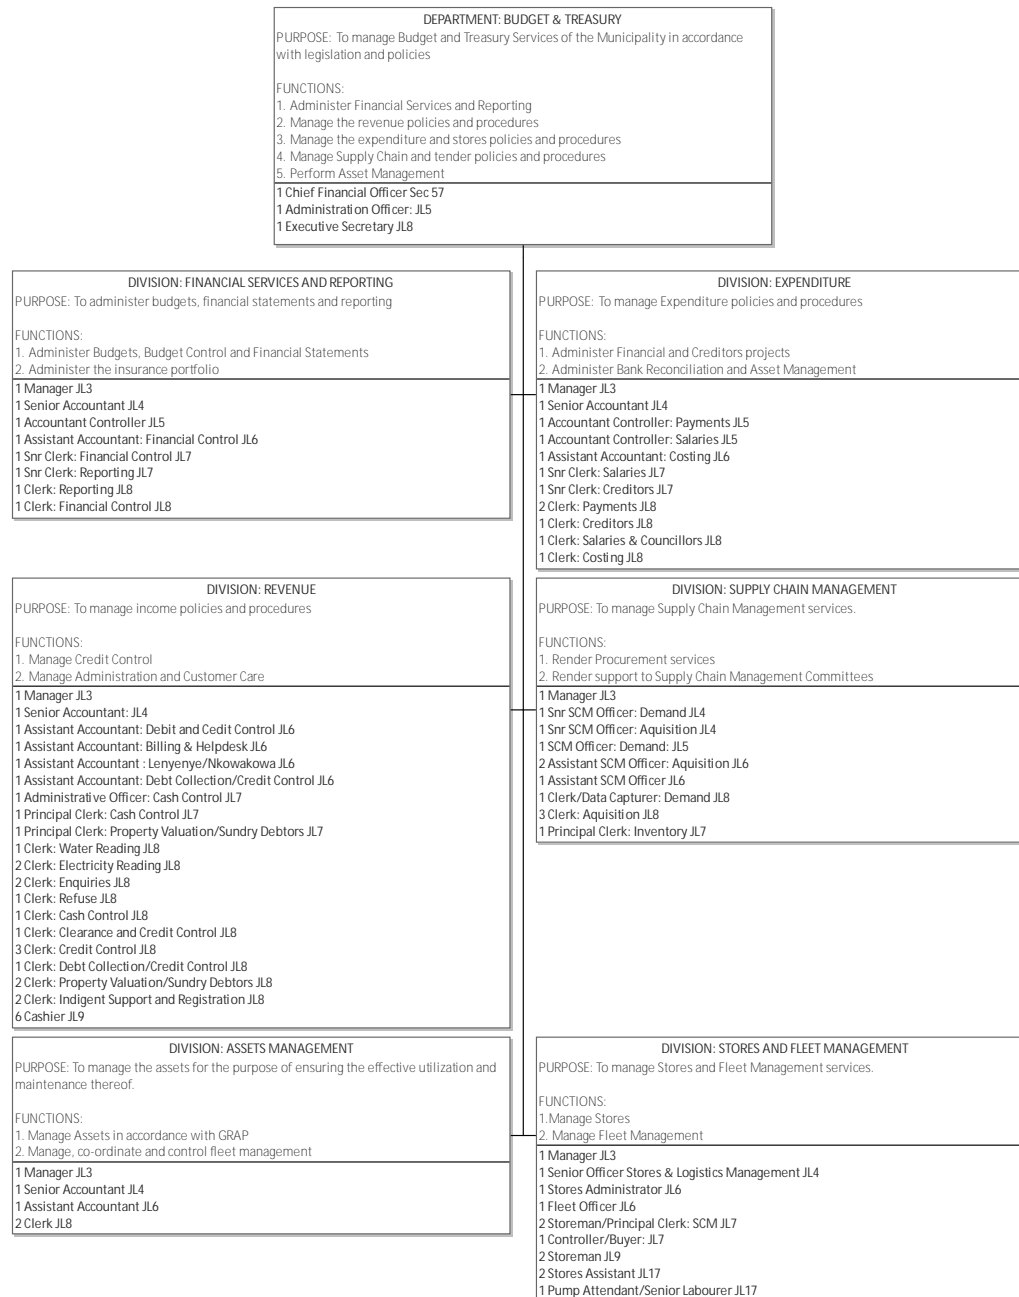 DEPARTMENT: BUDGET & TREASURY
PURPOSE: To manage Budget and Treasury Services of the Municipality in accordance
with legislation and policies
FUNCTIONS:
1. Administer Financial Services and Reporting
2. Manage the revenue policies and procedures
3. Manage the expenditure and stores policies and procedures
4. Manage Supply Chain and tender policies and procedures
5. Perform Asset Management
1 Chief Financial Officer Sec 57
1 Administration Officer: JL5
1 Executive Secretary JL8
DIVISION: FINANCIAL SERVICES AND REPORTING
PURPOSE: To administer budgets, financial statements and reporting
FUNCTIONS:
1. Administer Budgets, Budget Control and Financial Statements
2. Administer the insurance portfolio
1 Manager JL3
1 Senior Accountant JL4
1 Accountant Controller JL5
1 Assistant Accountant: Financial Control JL6
1 Snr Clerk: Financial Control JL7
1 Snr Clerk: Reporting JL7
1 Clerk: Reporting JL8
1 Clerk: Financial Control JL8
DIVISION: EXPENDITURE
PURPOSE: To manage Expenditure policies and procedures
FUNCTIONS:
1. Administer Financial and Creditors projects
2. Administer Bank Reconciliation and Asset Management
1 Manager JL3
1 Senior Accountant JL4
1 Accountant Controller: Payments JL5
1 Accountant Controller: Salaries JL5
1 Assistant Accountant: Costing JL6
1 Snr Clerk: Salaries JL7
1 Snr Clerk: Creditors JL7
2 Clerk: Payments JL8
1 Clerk: Creditors JL8
1 Clerk: Salaries & Councillors JL8
1 Clerk: Costing JL8
DIVISION: REVENUE
PURPOSE: To manage income policies and procedures
FUNCTIONS:
1. Manage Credit Control
2. Manage Administration and Customer Care
1 Manager JL3
1 Senior Accountant: JL4
1 Assistant Accountant: Debit and Cedit Control JL6
1 Assistant Accountant: Billing & Helpdesk JL6
1 Assistant Accountant : Lenyenye/Nkowakowa JL6
1 Assistant Accountant: Debt Collection/Credit Control JL6
1 Administrative Officer: Cash Control JL7
1 Principal Clerk: Cash Control JL7
1 Principal Clerk: Property Valuation/Sundry Debtors JL7
1 Clerk: Water Reading JL8
2 Clerk: Electricity Reading JL8
2 Clerk: Enquiries JL8
1 Clerk: Refuse JL8
1 Clerk: Cash Control JL8
1 Clerk: Clearance and Credit Control JL8
3 Clerk: Credit Control JL8
1 Clerk: Debt Collection/Credit Control JL8
2 Clerk: Property Valuation/Sundry Debtors JL8
2 Clerk: Indigent Support and Registration JL8
6 Cashier JL9
DIVISION: SUPPLY CHAIN MANAGEMENT
PURPOSE: To manage Supply Chain Management services.
FUNCTIONS:
1. Render Procurement services
2. Render support to Supply Chain Management Committees
1 Manager JL3
1 Snr SCM Officer: Demand JL4
1 Snr SCM Officer: Aquisition JL4
1 SCM Officer: Demand: JL5
2 Assistant SCM Officer: Aquisition JL6
1 Assistant SCM Officer JL6
1 Clerk/Data Capturer: Demand JL8
3 Clerk: Aquisition JL8
1 Principal Clerk: Inventory JL7
DIVISION: ASSETS MANAGEMENT
PURPOSE: To manage the assets for the purpose of ensuring the effective utilization and
maintenance thereof.
FUNCTIONS:
1. Manage Assets in accordance with GRAP
2. Manage, co-ordinate and control fleet management
1 Manager JL3
1 Senior Accountant JL4
1 Assistant Accountant JL6
2 Clerk JL8
DIVISION: STORES AND FLEET MANAGEMENT
PURPOSE: To manage Stores and Fleet Management services.
FUNCTIONS:
1.Manage Stores
2. Manage Fleet Management
1 Manager JL3
1 Senior Officer Stores & Logistics Management JL4
1 Stores Administrator JL6
1 Fleet Officer JL6
2 Storeman/Principal Clerk: SCM JL7
1 Controller/Buyer: JL7
2 Storeman JL9
2 Stores Assistant JL17
1 Pump Attendant/Senior Labourer JL17